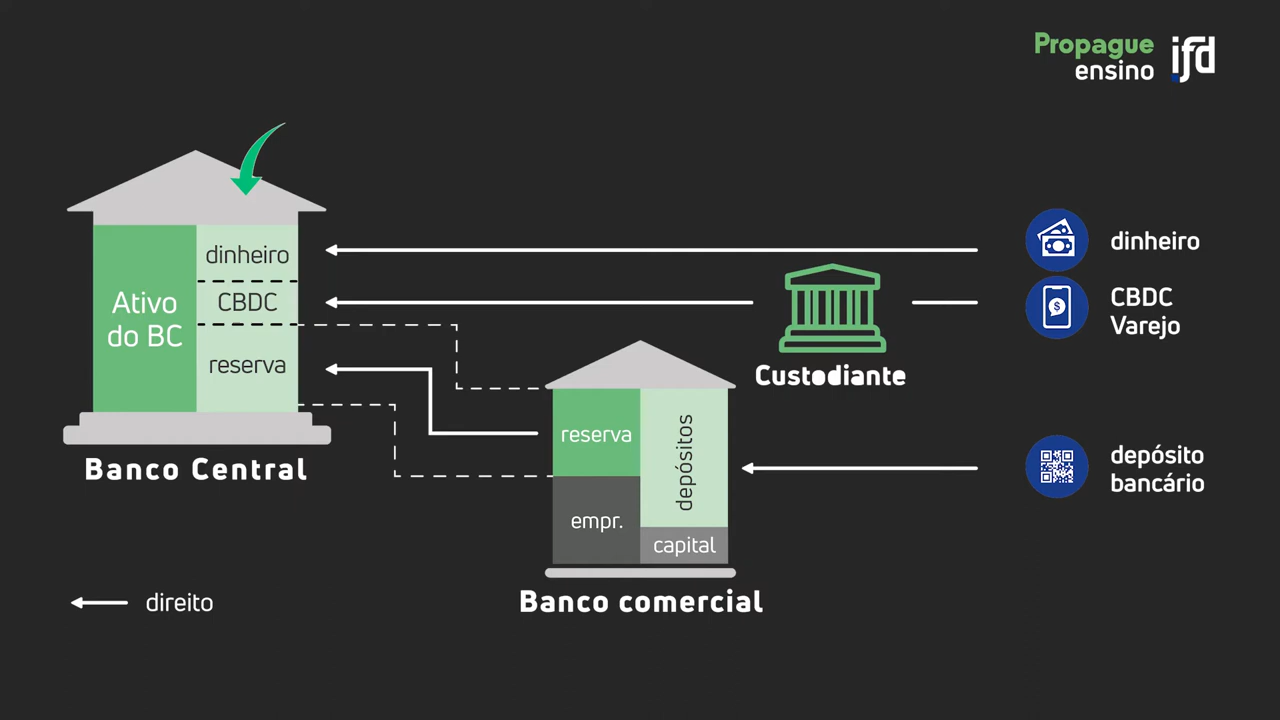 Propague
ensino
ifd
Ativo
do BC
dinheiro
CBDC
reserva
Banco Central
Custodiante
reserva
depósitos
empr.
capital
Banco comercial
dinheiro
CBDC
Varejo
depósito
bancário
direito